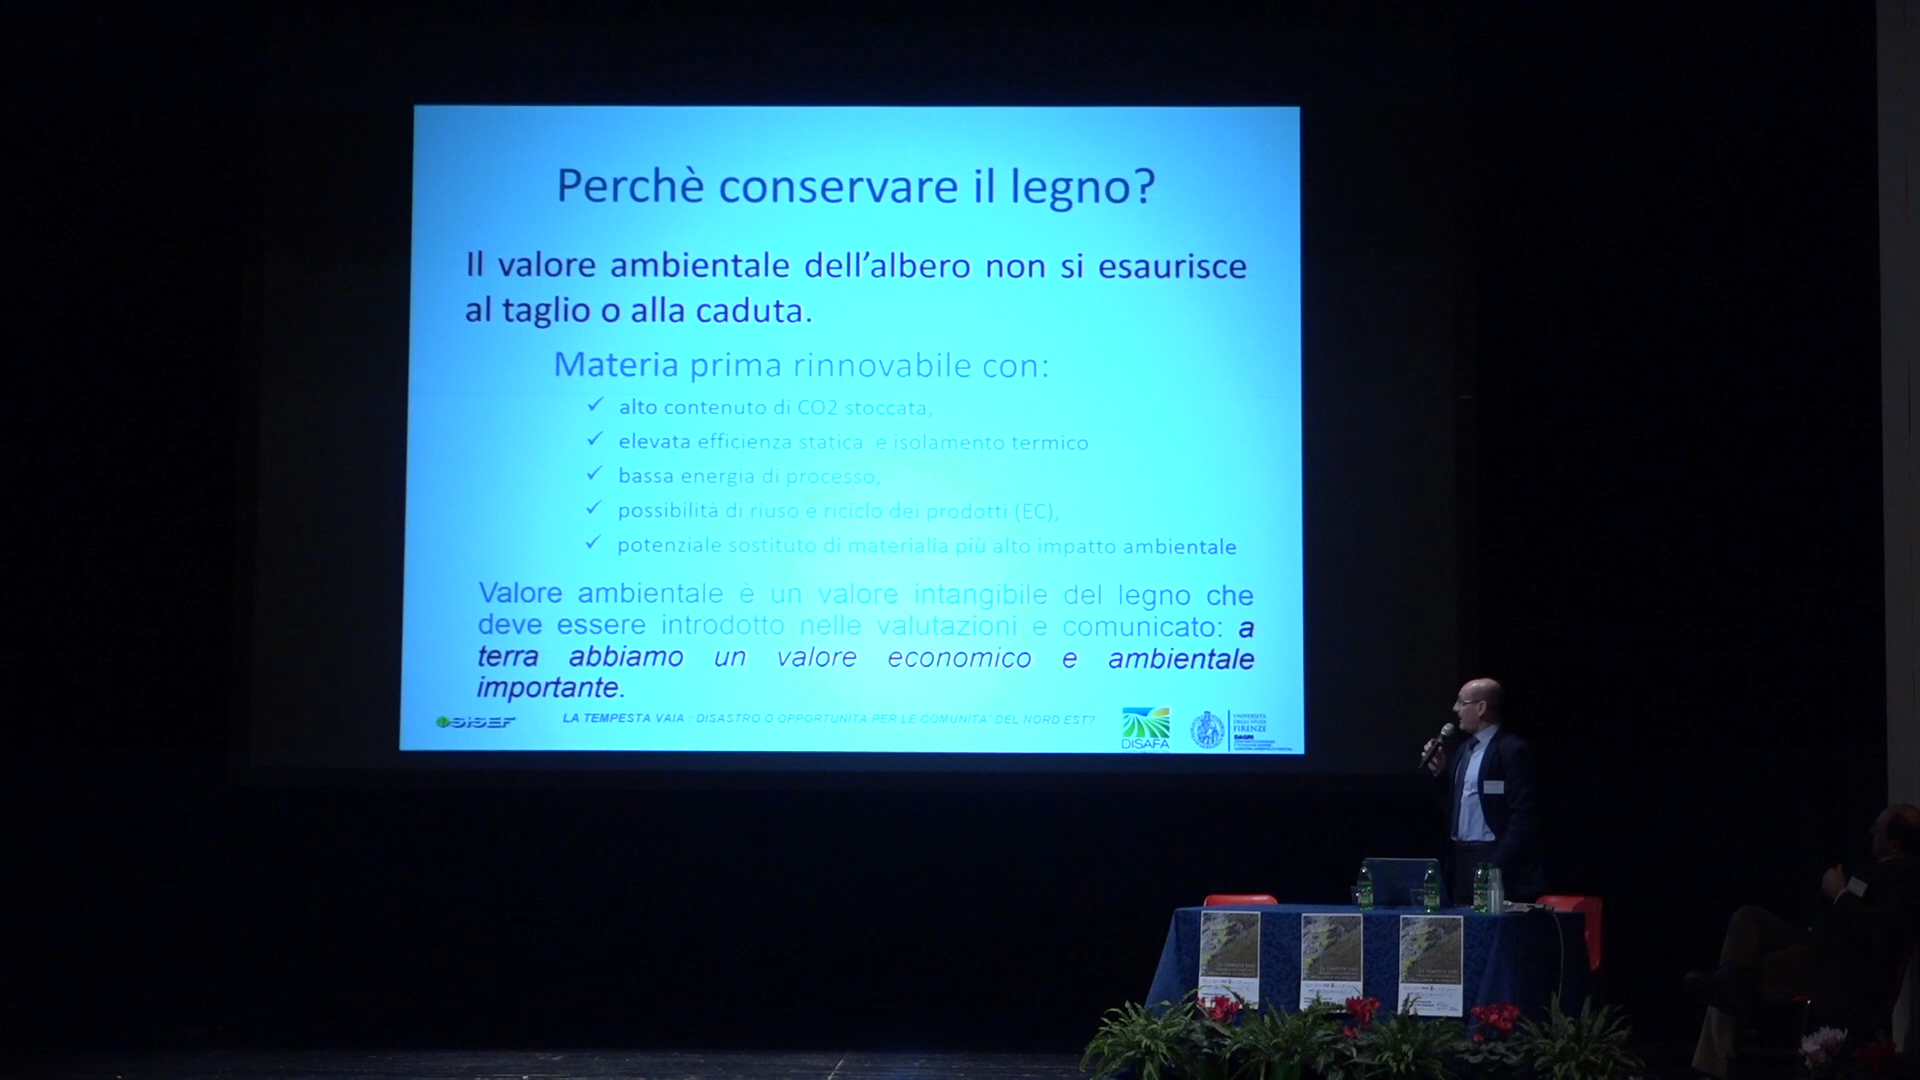 Perchè conservare il legno?
Il valore ambientale dell'albero non si esaurisce
al taglio o alla caduta.
Materia prima rinnovabile con:
✓ alto contenuto di CO2 stoccata,
✓ elevata efficienza statica e isolamento termico
✓ bassa energia di processo,
✓ possibilità di riuso e riciclo dei prodotti (EC),
✓ potenziale sostituto di materialia più alto impatto ambientale
Valore ambientale è un valore intangibile del legno che
deve essere introdotto nelle valutazioni e comunicato: a
terra abbiamo un valore economico e ambientale
importante.
SISEF
LA TEMPESTA VAIA : DISASTRO O OPPORTUNITA PER LE COMUNITA' DEL NORD EST?
DISAFA
UNIVERSITÀ
DEGLI STUDI
FIRENZE
DAGRI